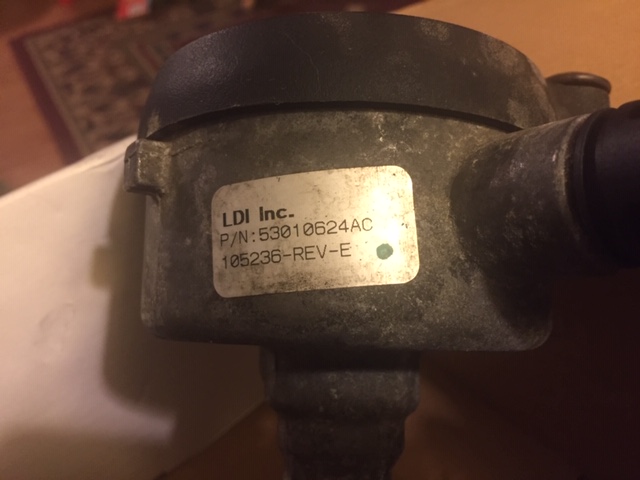 LDI Inc.
P/N:53010624AC
105236-REV-E